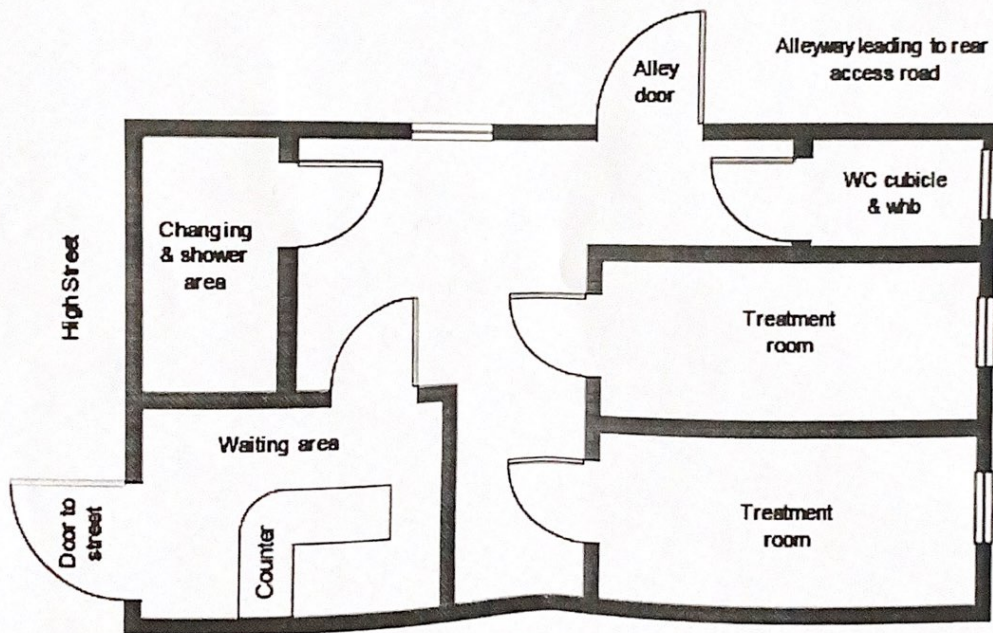 Alleyway leading to rear
access road
Alley
door
WC cubicle
& whb
Changing
& shower
area
High Street
Treatment
room
Waiting area
Door to
street
Counter
Treatment
room